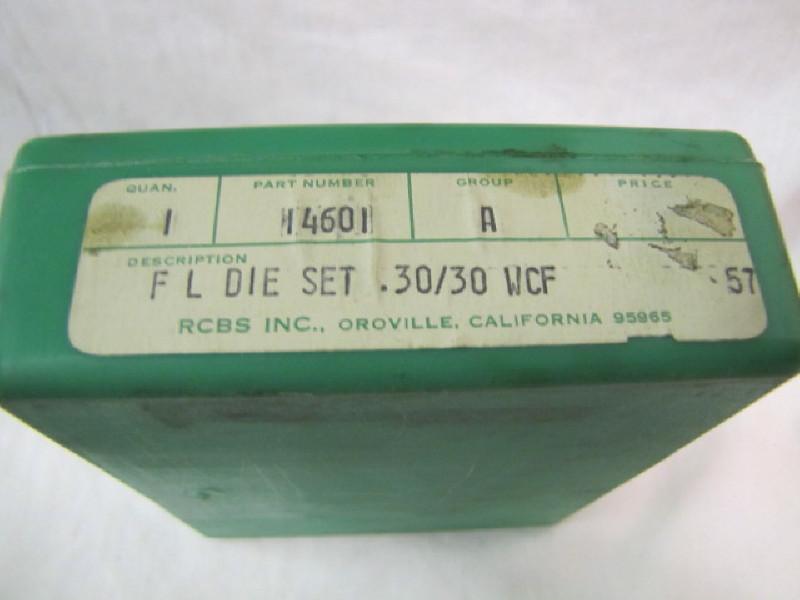 QUAN. PART NUMBER GROUP PRICE
1 14601 A
DESCRIPTION
F L DIE SET .30/30 WCF 57
RCBS INC., OROVILLE, CALIFORNIA 95965